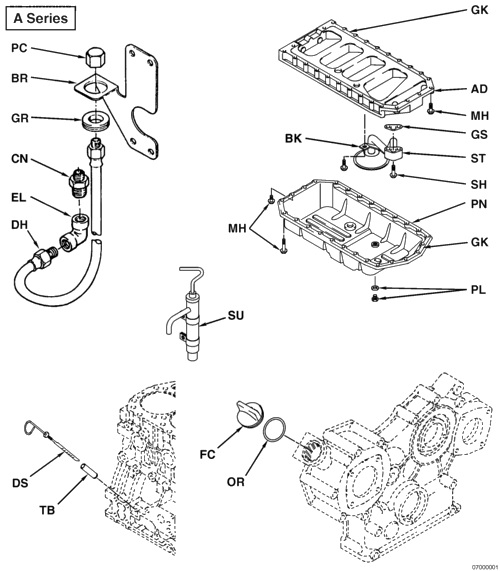 A Series
PC
BR
GR
CN
EL
DH
GK
AD
MH
GS
BK
ST
SH
PN
MH
GK
PL
SU
DS
TB
FC
OR
07000001